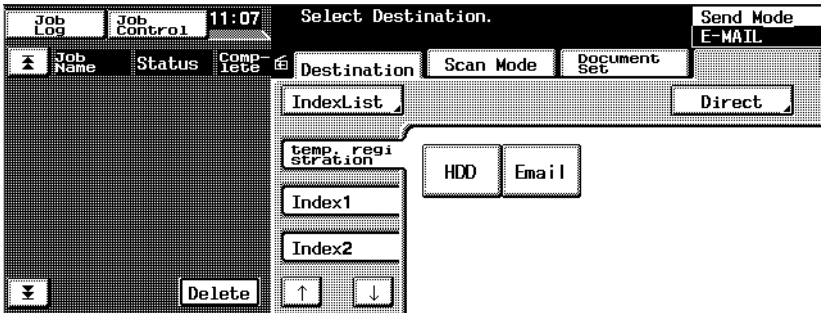 Job
Log
Job
Control
11:07
Select Destination.
Send Mode
E-MAIL
Job
Name
Status
Comp-
lete
Destination
Scan Mode
Document
Set
IndexList
Direct
temp. regi
stration
HDD
Email
Index1
Index2
Delete
↑
↓